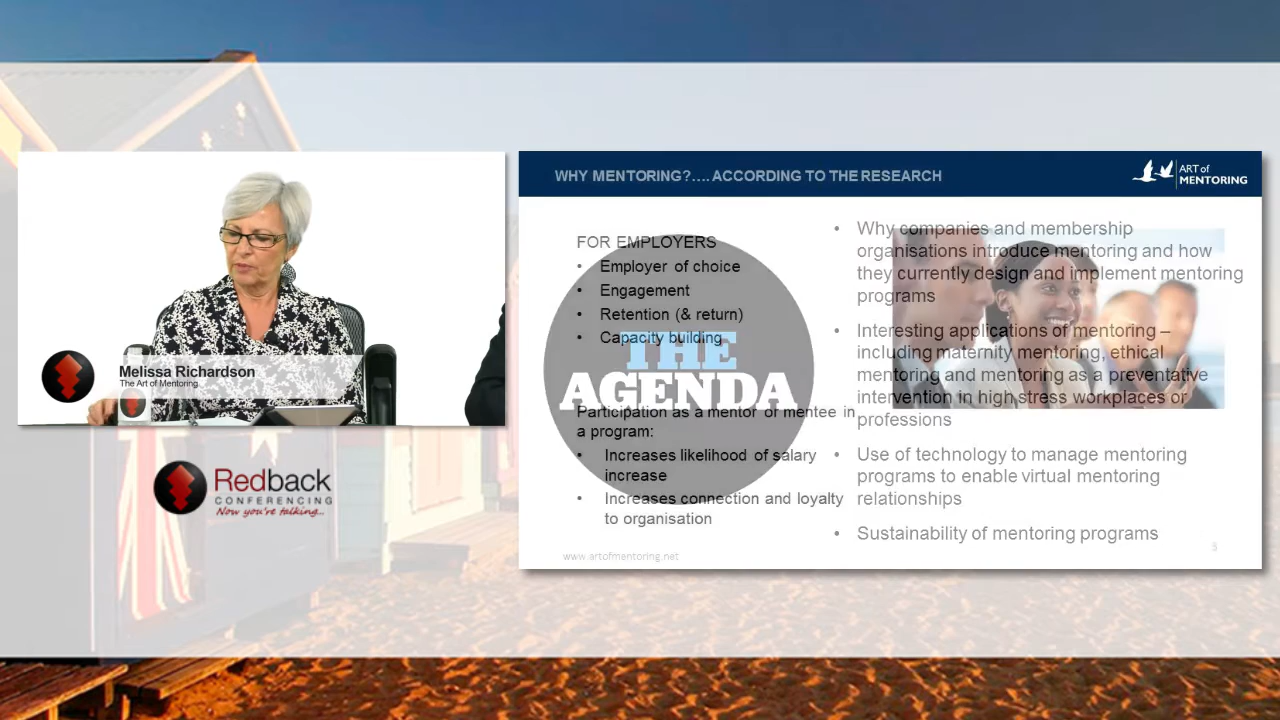 WHY MENTORING?.... ACCORDING TO THE RESEARCH
ART of
MENTORING
FOR EMPLOYERS
• Employer of choice
• Engagement
• Retention (& return)
• Capacity building
THE
AGENDA
Participation as a mentor or mentee in
a program:
• Increases likelihood of salary
increase
• Increases connection and loyalty
to organisation
• Why companies and membership
organisations introduce mentoring and how
they currently design and implement mentoring
programs
• Interesting applications of mentoring –
including maternity mentoring, ethical
mentoring and mentoring as a preventative
intervention in high stress workplaces or
professions
• Use of technology to manage mentoring
programs to enable virtual mentoring
relationships
• Sustainability of mentoring programs
www.artofmentoring.net
5
Melissa Richardson
The Art of Mentoring
Redback
CONFERENCING
Now you're talking..